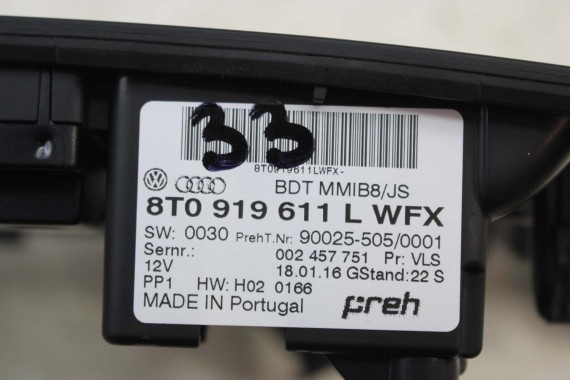 33
8T0919611LWFX-
BDT MMIB8/JS
8T0 919 611 L WFX
SW: 0030 PrehT.Nr: 90025-505/0001
Sernr.: 002 457 751 Pr: VLS
12V 18.01.16 GStand: 22 S
PP1 HW: H02 0166
MADE IN Portugal preh